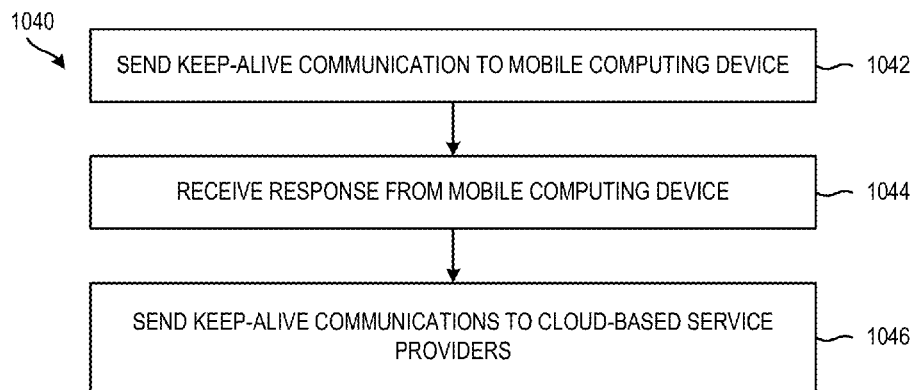 1040
SEND KEEP-ALIVE COMMUNICATION TO MOBILE COMPUTING DEVICE
1042
RECEIVE RESPONSE FROM MOBILE COMPUTING DEVICE
1044
SEND KEEP-ALIVE COMMUNICATIONS TO CLOUD-BASED SERVICE
PROVIDERS
1046